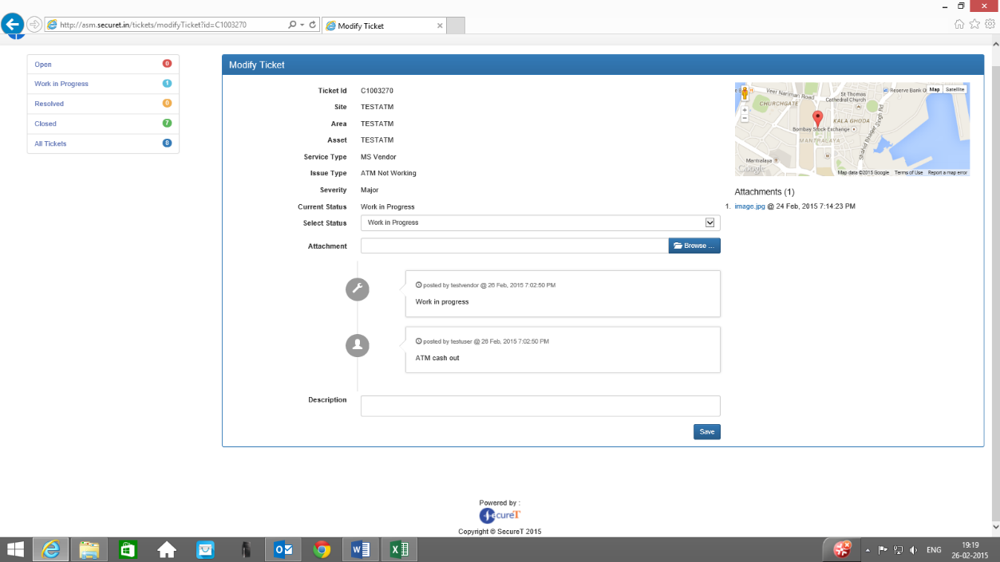 http://asm.securet.in/tickets/modifyTicket?id=C1003270
Modify Ticket
Open 0
Work in Progress 1
Resolved 0
Closed 7
All Tickets 8
Modify Ticket
Ticket Id C1003270
Site TESTATM
Area TESTATM
Asset TESTATM
Service Type MS Vendor
Issue Type ATM Not Working
Severity Major
Current Status Work in Progress
Select Status Work in Progress
Attachment Browse ...
posted by testvendor @ 26 Feb, 2015 7:02:50 PM
Work in progress
posted by testuser @ 26 Feb, 2015 7:02:50 PM
ATM cash out
Description
Save
Veer Nariman Road
St Thomas
Cathedral Church
Reserve Bank Of
Map Satellite
CHURCHGATE
KALA GHODA
Bombay Stock Exchange
MANTRALAYA
Shahid Bhagat Singh Rd
Mantralaya
Google
Map data ©2015 Google Terms of Use Report a map error
Attachments (1)
1. image.jpg @ 24 Feb, 2015 7:14:23 PM
Powered by :
SecureT
Copyright © SecureT 2015
ENG
19:19
26-02-2015